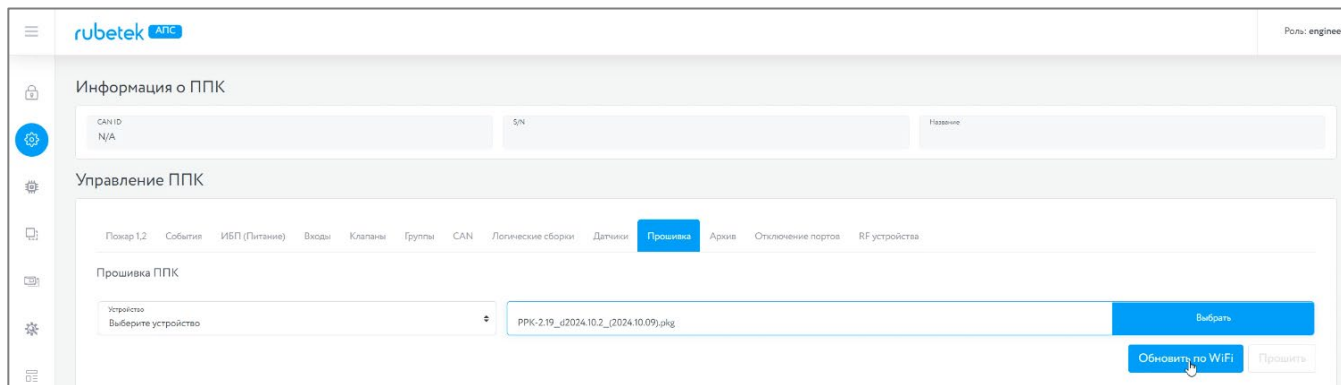 rubetek АПС
Роль: enginee
Информация о ППК
CAN ID
N/A
S/N
Название
Управление ППК
Пожар 1,2 События ИБП (Питание) Входы Клапаны Группы CAN Логические сборки Датчики Прошивка Архив Отключение портов RF устройства
Прошивка ППК
Устройство
Выберите устройство
PPK-2.19_d2024.10.2_(2024.10.09).pkg
Выбрать
Обновить по WiFi Прошить